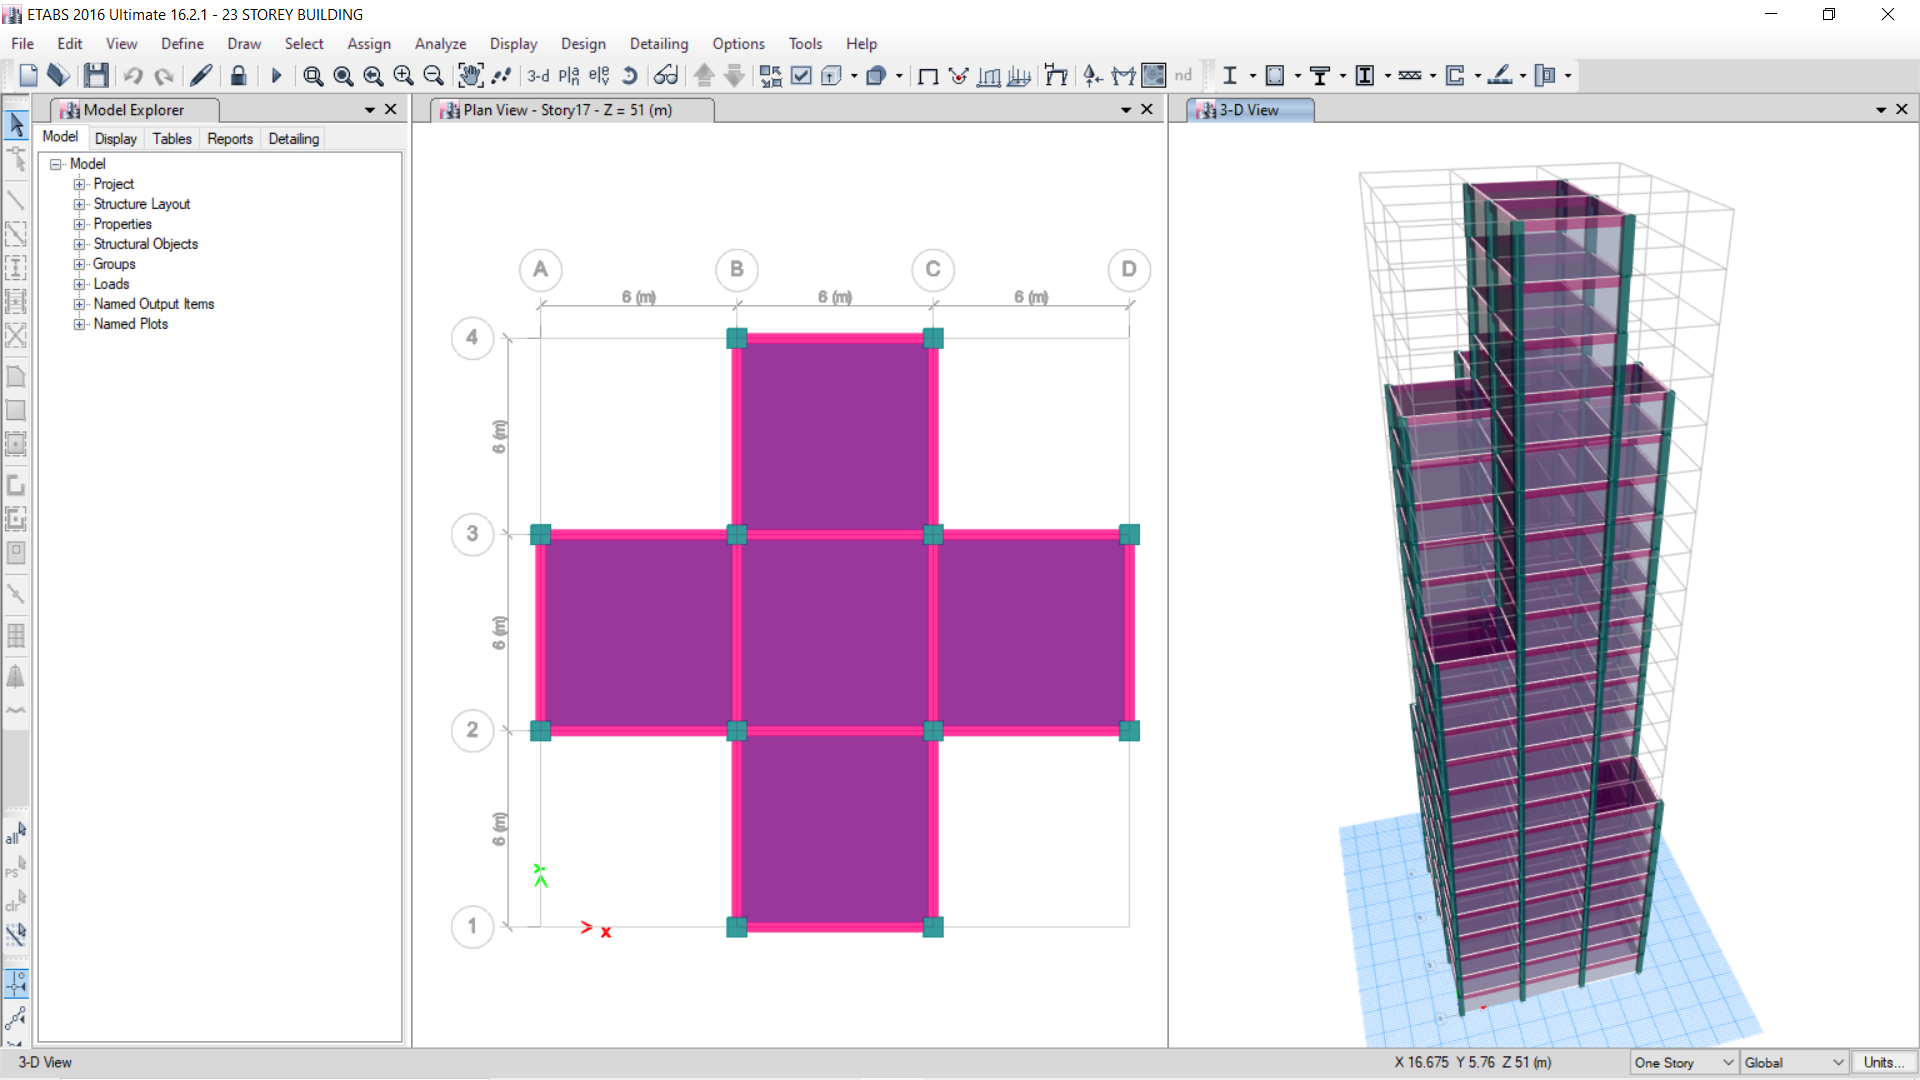 ETABS 2016 Ultimate 16.2.1 - 23 STOREY BUILDING
File Edit View Define Draw Select Assign Analyze Display Design Detailing Options Tools Help
3-d pla ele nd
Model Explorer
Plan View - Story17 - Z = 51 (m)
3-D View
Model Display Tables Reports Detailing
Model
Project
Structure Layout
Properties
Structural Objects
Groups
Loads
Named Output Items
Named Plots
A B C D
6 (m) 6 (m) 6 (m)
4
6 (m)
3
6 (m)
2
6 (m)
1
Y
X
all
ps
clr
3-D View
X 16.675 Y 5.76 Z 51 (m)
One Story
Global
Units...